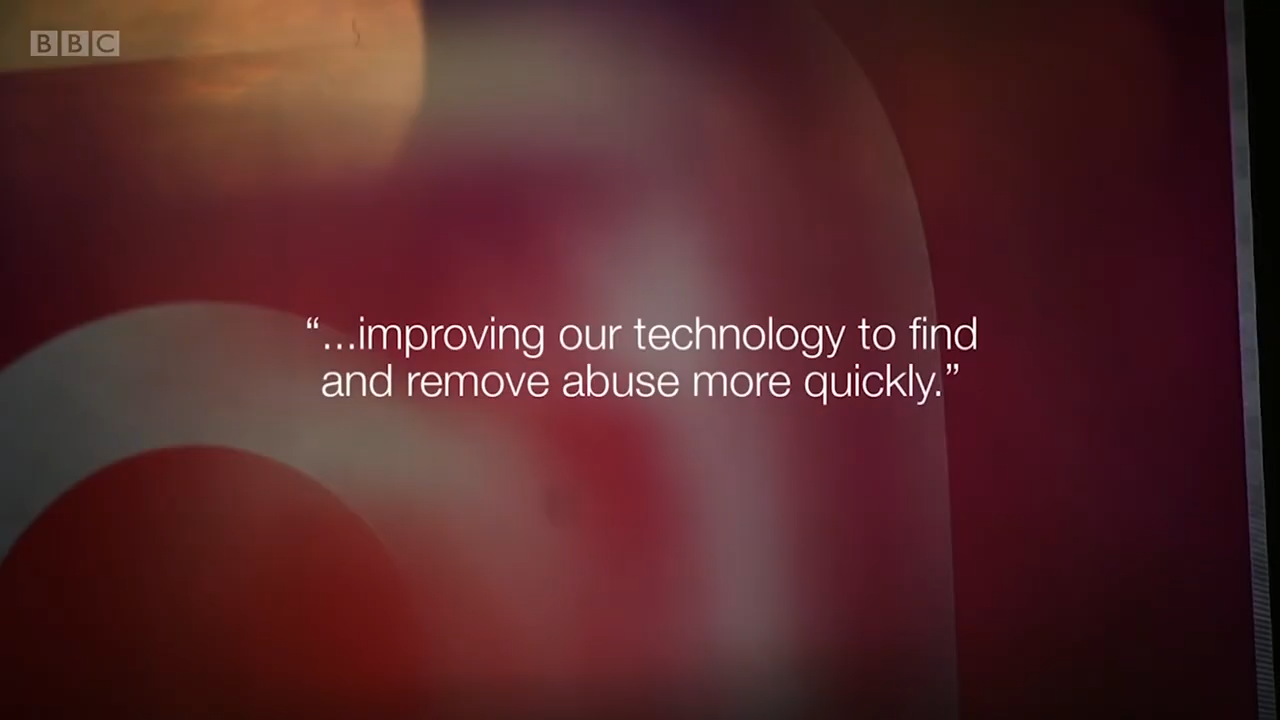 BBC
“...improving our technology to find
and remove abuse more quickly.”